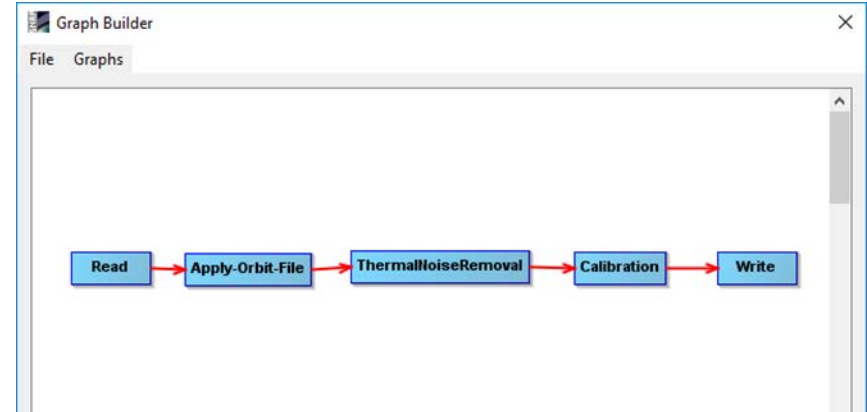 Graph Builder
File Graphs
Read Apply-Orbit-File ThermalNoiseRemoval Calibration Write